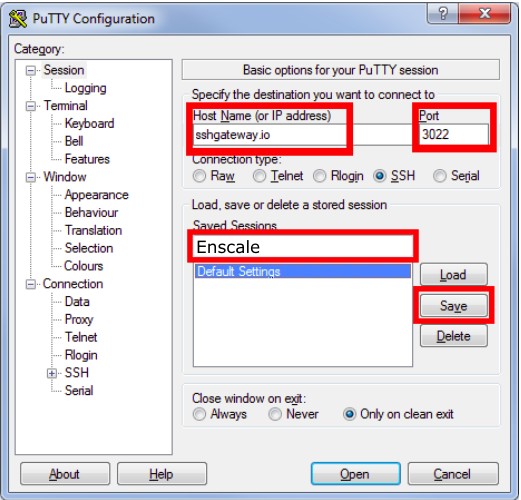 PuTTY Configuration
Category:
Session
Logging
Terminal
Keyboard
Bell
Features
Window
Appearance
Behaviour
Translation
Selection
Colours
Connection
Data
Proxy
Telnet
Rlogin
SSH
Serial
Basic options for your PuTTY session
Specify the destination you want to connect to
Host Name (or IP address) Port
sshgateway.io 3022
Connection type:
Raw Telnet Rlogin SSH Serial
Load, save or delete a stored session
Saved Sessions
Enscale
Default Settings
Load
Save
Delete
Close window on exit:
Always Never Only on clean exit
About Help Open Cancel